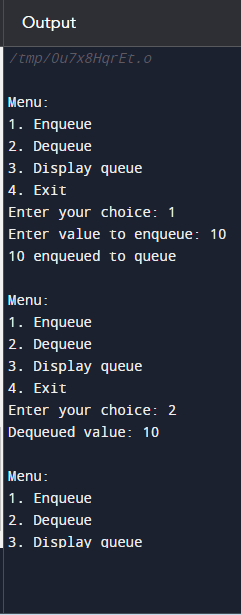 Output
/tmp/0u7x8HqrEt.o
Menu:
1. Enqueue
2. Dequeue
3. Display queue
4. Exit
Enter your choice: 1
Enter value to enqueue: 10
10 enqueued to queue
Menu:
1. Enqueue
2. Dequeue
3. Display queue
4. Exit
Enter your choice: 2
Dequeued value: 10
Menu:
1. Enqueue
2. Dequeue
3. Display queue